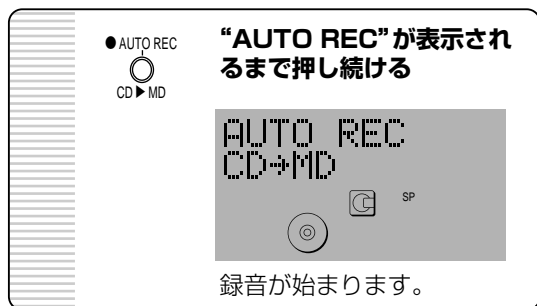 ● AUTO REC
CD ▶ MD
“AUTO REC”が表示され
るまで押し続ける
AUTO REC
CD→MD
SP
録音が始まります。